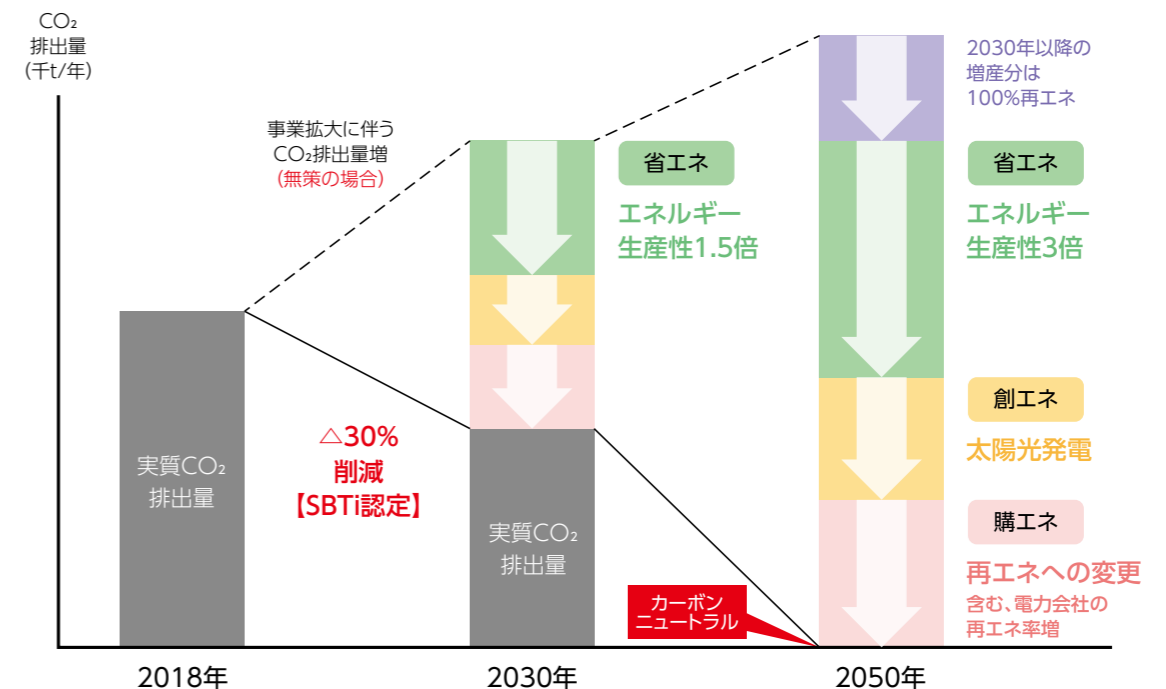 CO₂
排出量
(千t/年)
事業拡大に伴う
CO₂排出量増
(無策の場合)
2030年以降の
増産分は
100%再エネ
省エネ
エネルギー
生産性1.5倍
省エネ
エネルギー
生産性3倍
創エネ
太陽光発電
実質CO₂
排出量
△30%
削減
【SBTi認定】
実質CO₂
排出量
購エネ
再エネへの変更
含む、電力会社の
再エネ率増
カーボン
ニュートラル
2018年
2030年
2050年